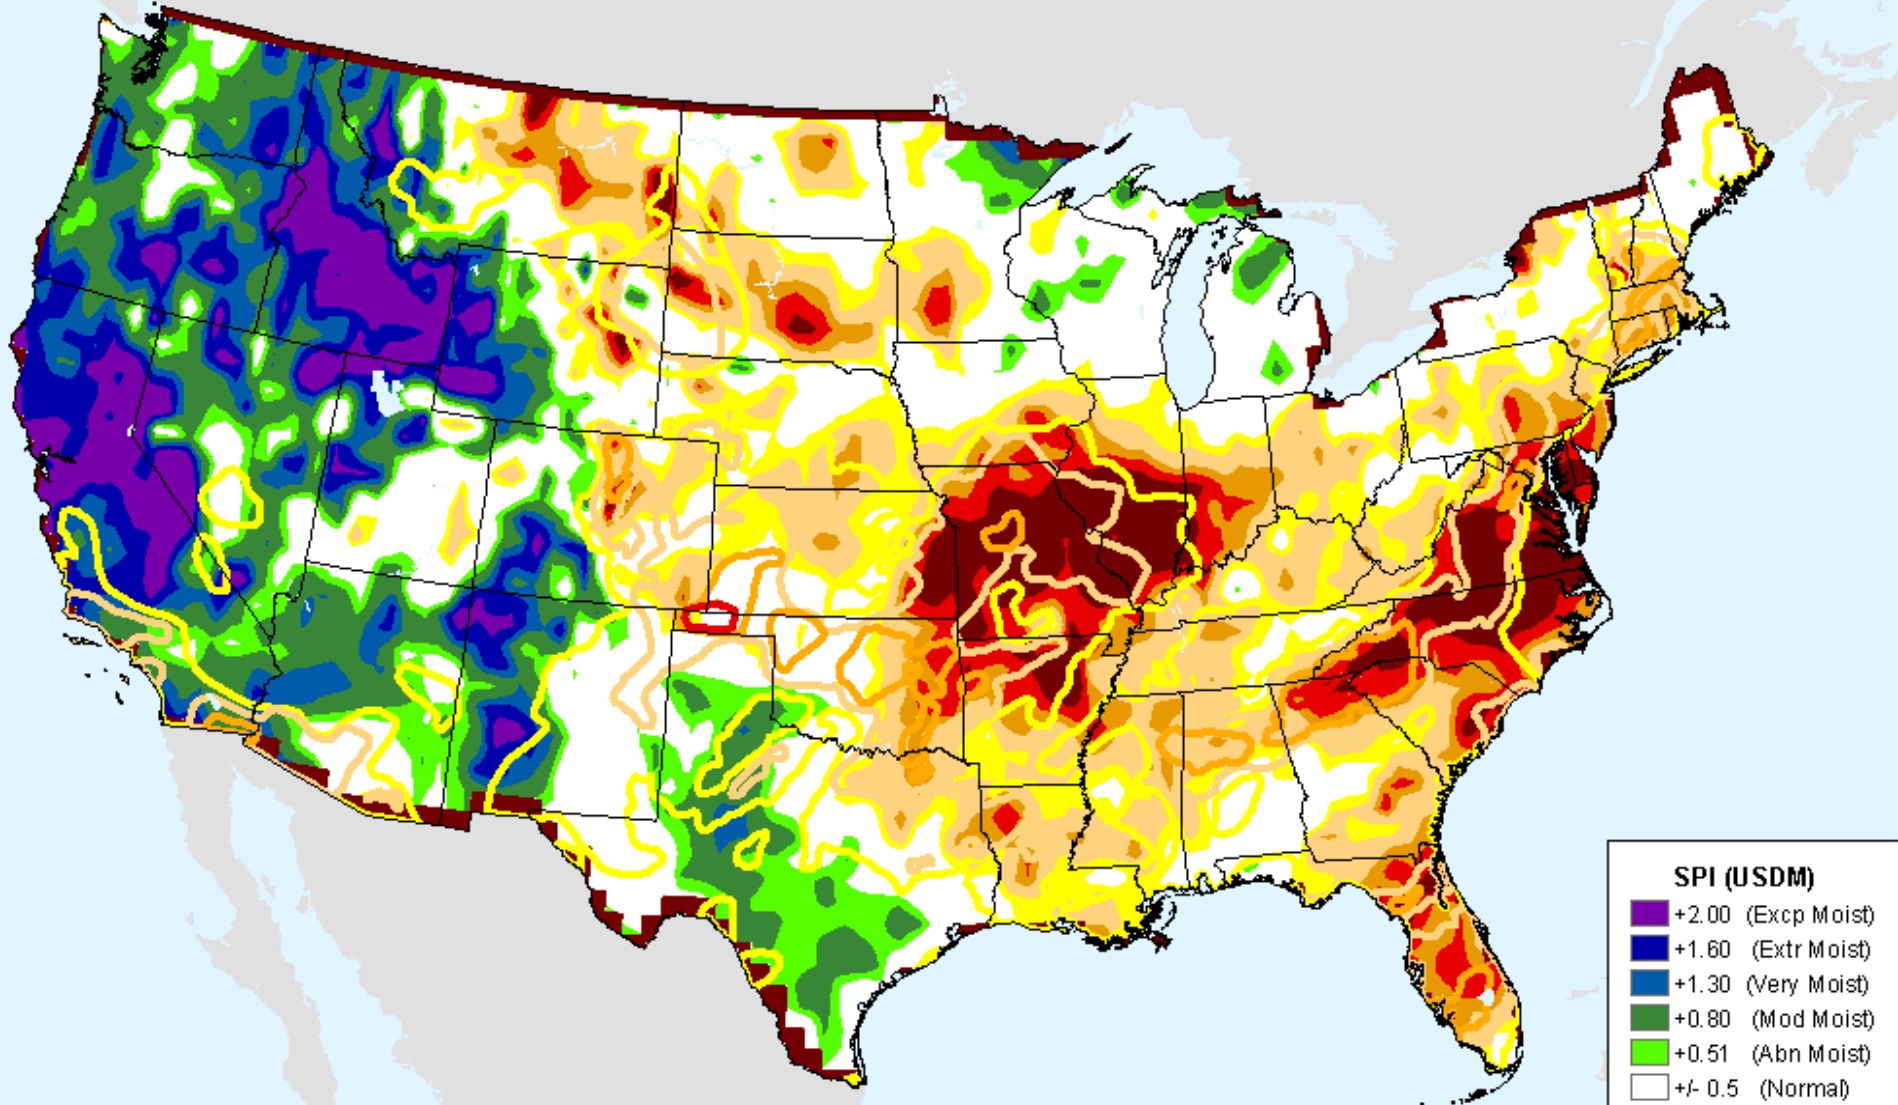 SPI (USDM)
+2.00 (Excp Moist)
+1.60 (Extr Moist)
+1.30 (Very Moist)
+0.80 (Mod Moist)
+0.51 (Abn Moist)
+/- 0.5 (Normal)